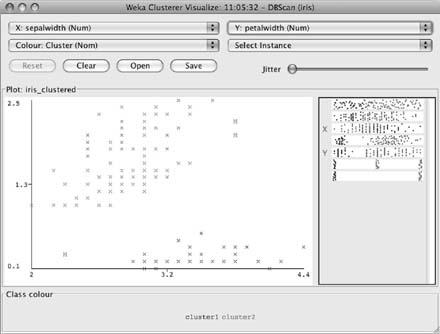 Weka Clusterer Visualize: 11:05:32 - DBScan (iris)
X: sepalwidth (Num) Y: petalwidth (Num)
Colour: Cluster (Nom) Select Instance
Reset Clear Open Save Jitter
Plot: iris_clustered
2.5
1.3
0.1
2 3.2 4.4
X
Y
Class colour
cluster1 cluster2